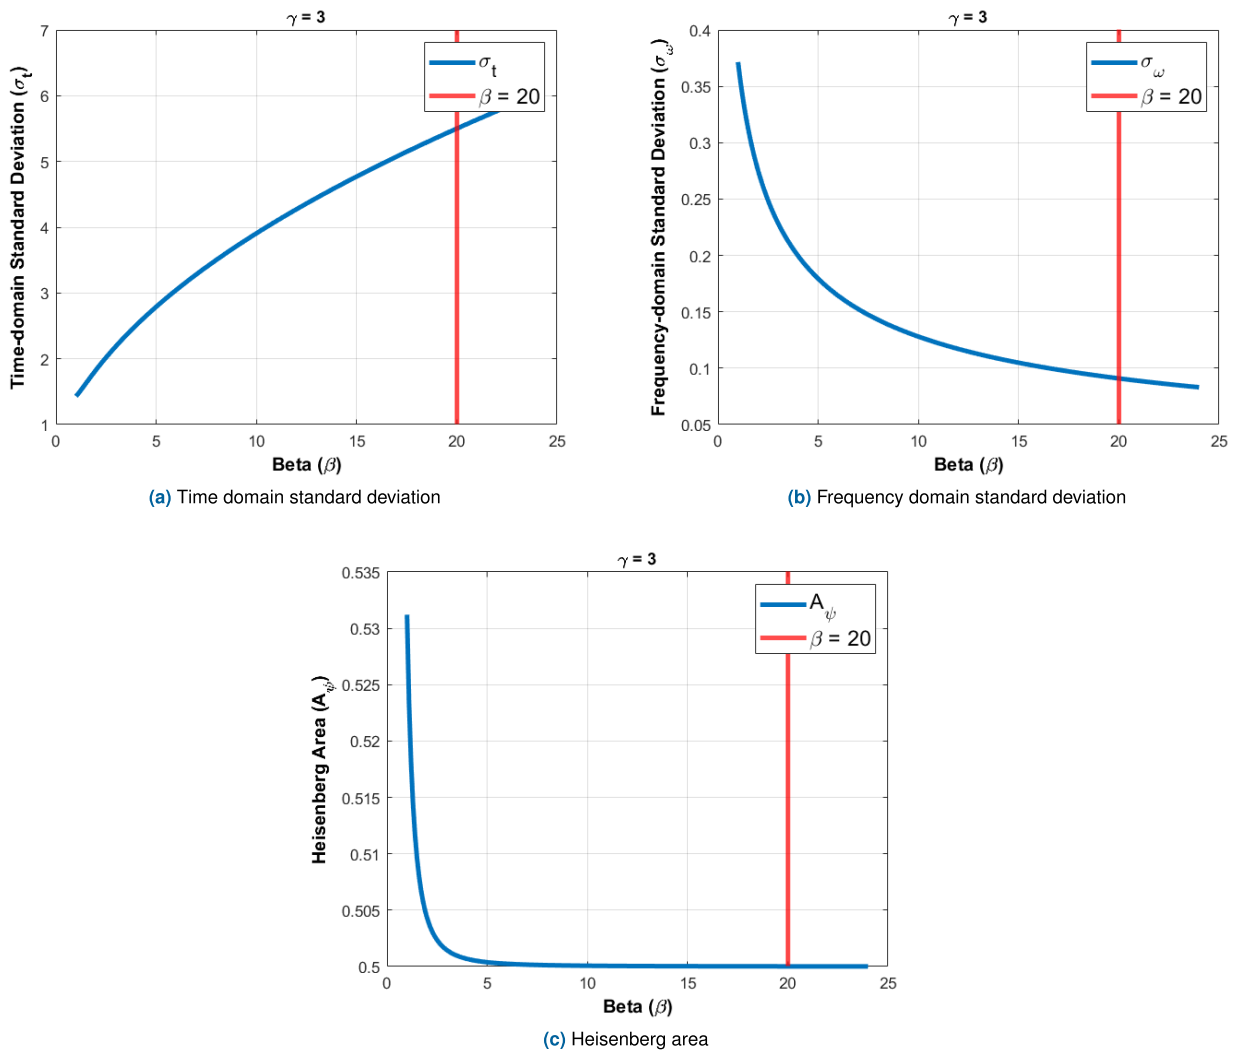 γ = 3
7
6
5
4
3
2
1
0 5 10 15 20 25
Time-domain Standard Deviation (σt)
Beta (β)
σt
β = 20
(a) Time domain standard deviation
γ = 3
0.4
0.35
0.3
0.25
0.2
0.15
0.1
0.05
0 5 10 15 20 25
Frequency-domain Standard Deviation (σω)
Beta (β)
σω
β = 20
(b) Frequency domain standard deviation
γ = 3
0.535
0.53
0.525
0.52
0.515
0.51
0.505
0.5
0 5 10 15 20 25
Heisenberg Area (Aψ)
Beta (β)
Aψ
β = 20
(c) Heisenberg area